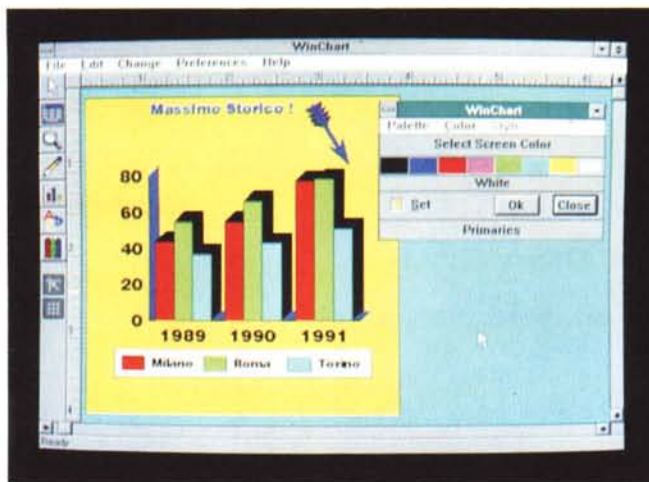 WinChart
File Edit Change Preferences Help
Massimo Storico !
WinChart
Palette Color Style
Select Screen Color
White
Set Ok Close
Primaries
80
60
40
20
0
1989 1990 1991
Milano Roma Torino
Ready